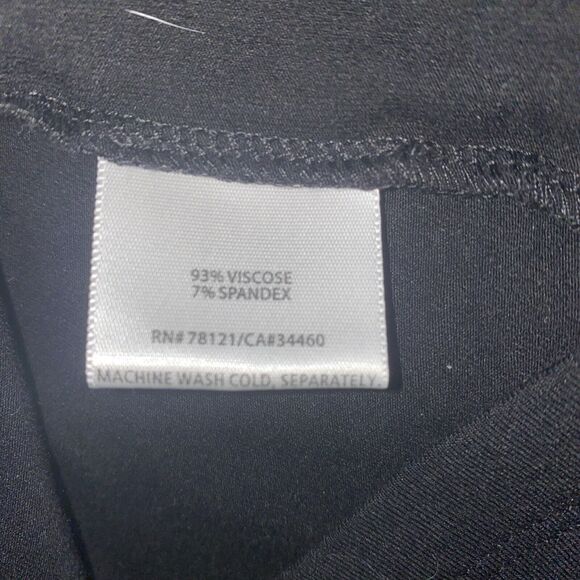 93% VISCOSE
7% SPANDEX
RN# 78121/CA#34460
MACHINE WASH COLD, SEPARATELY.